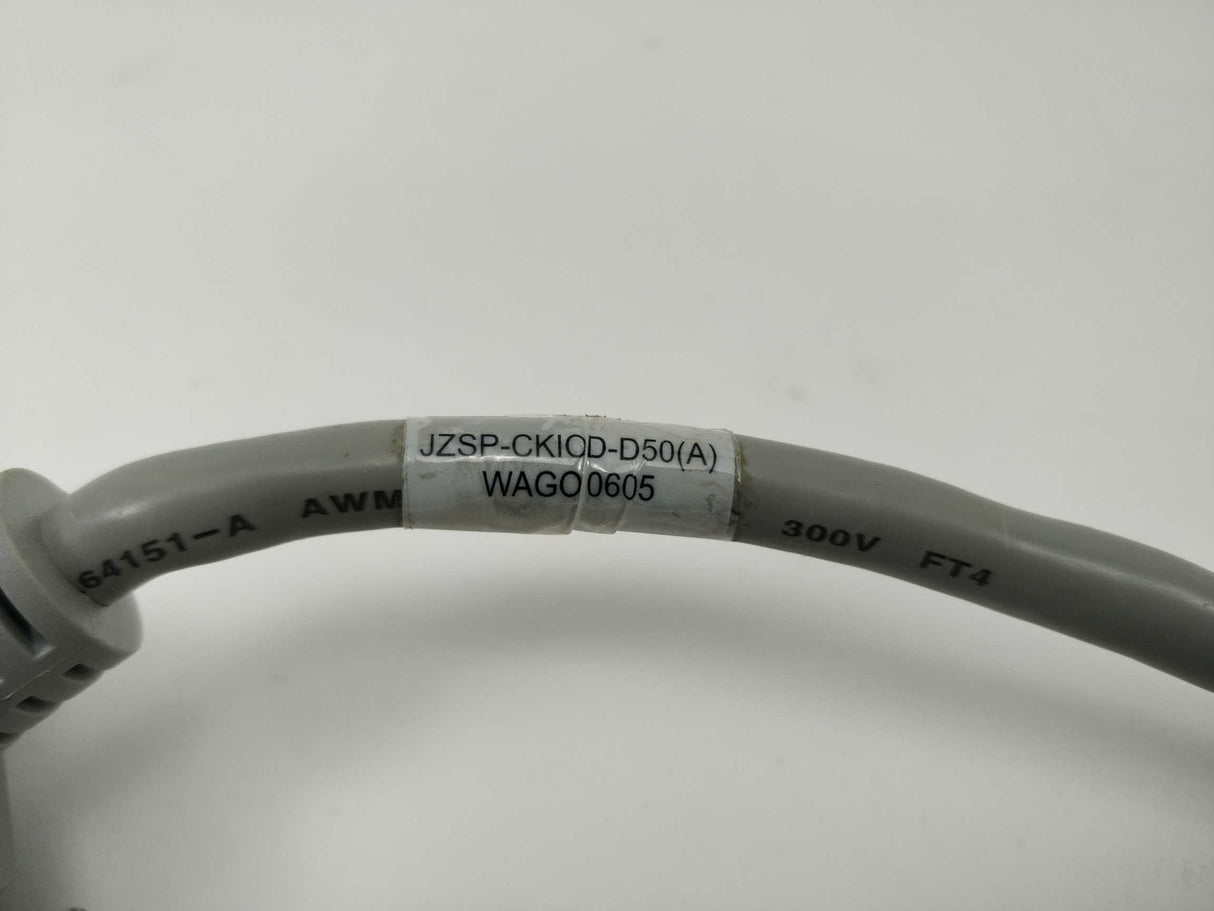 JZSP-CKIOD-D50(A)
WAGO 0605
64151-A AWM 300V FT4